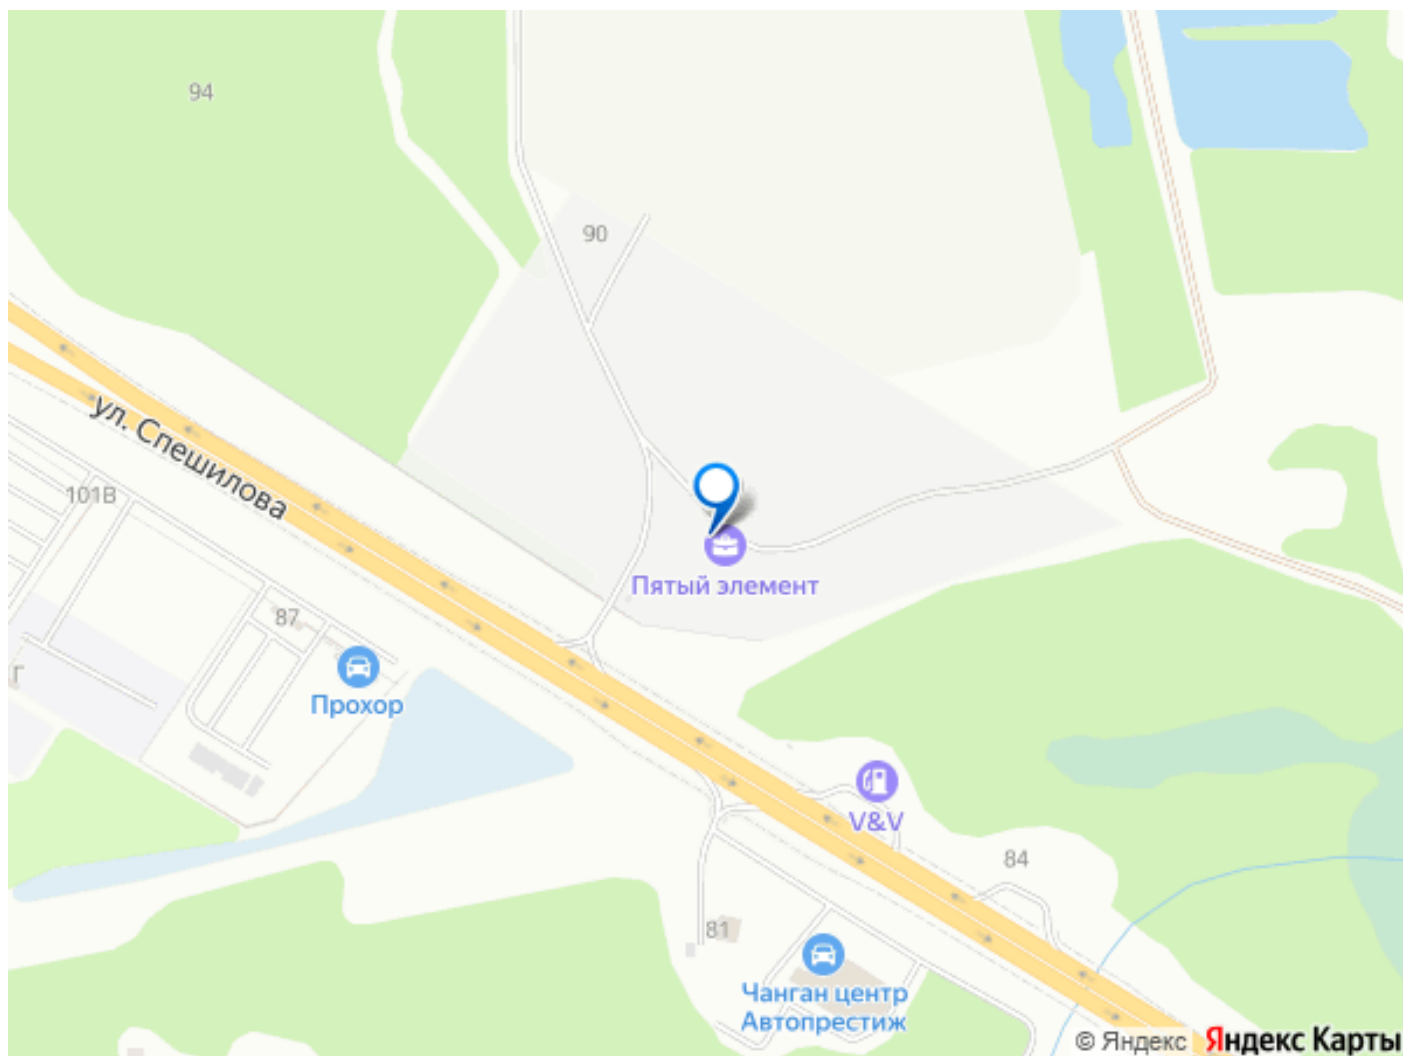 94
90
ул. Спешилова
101В
Пятый элемент
87
Г
Прохор
V&V
84
81
Чанган центр
Автопрестиж
© Яндекс Яндекс Карты